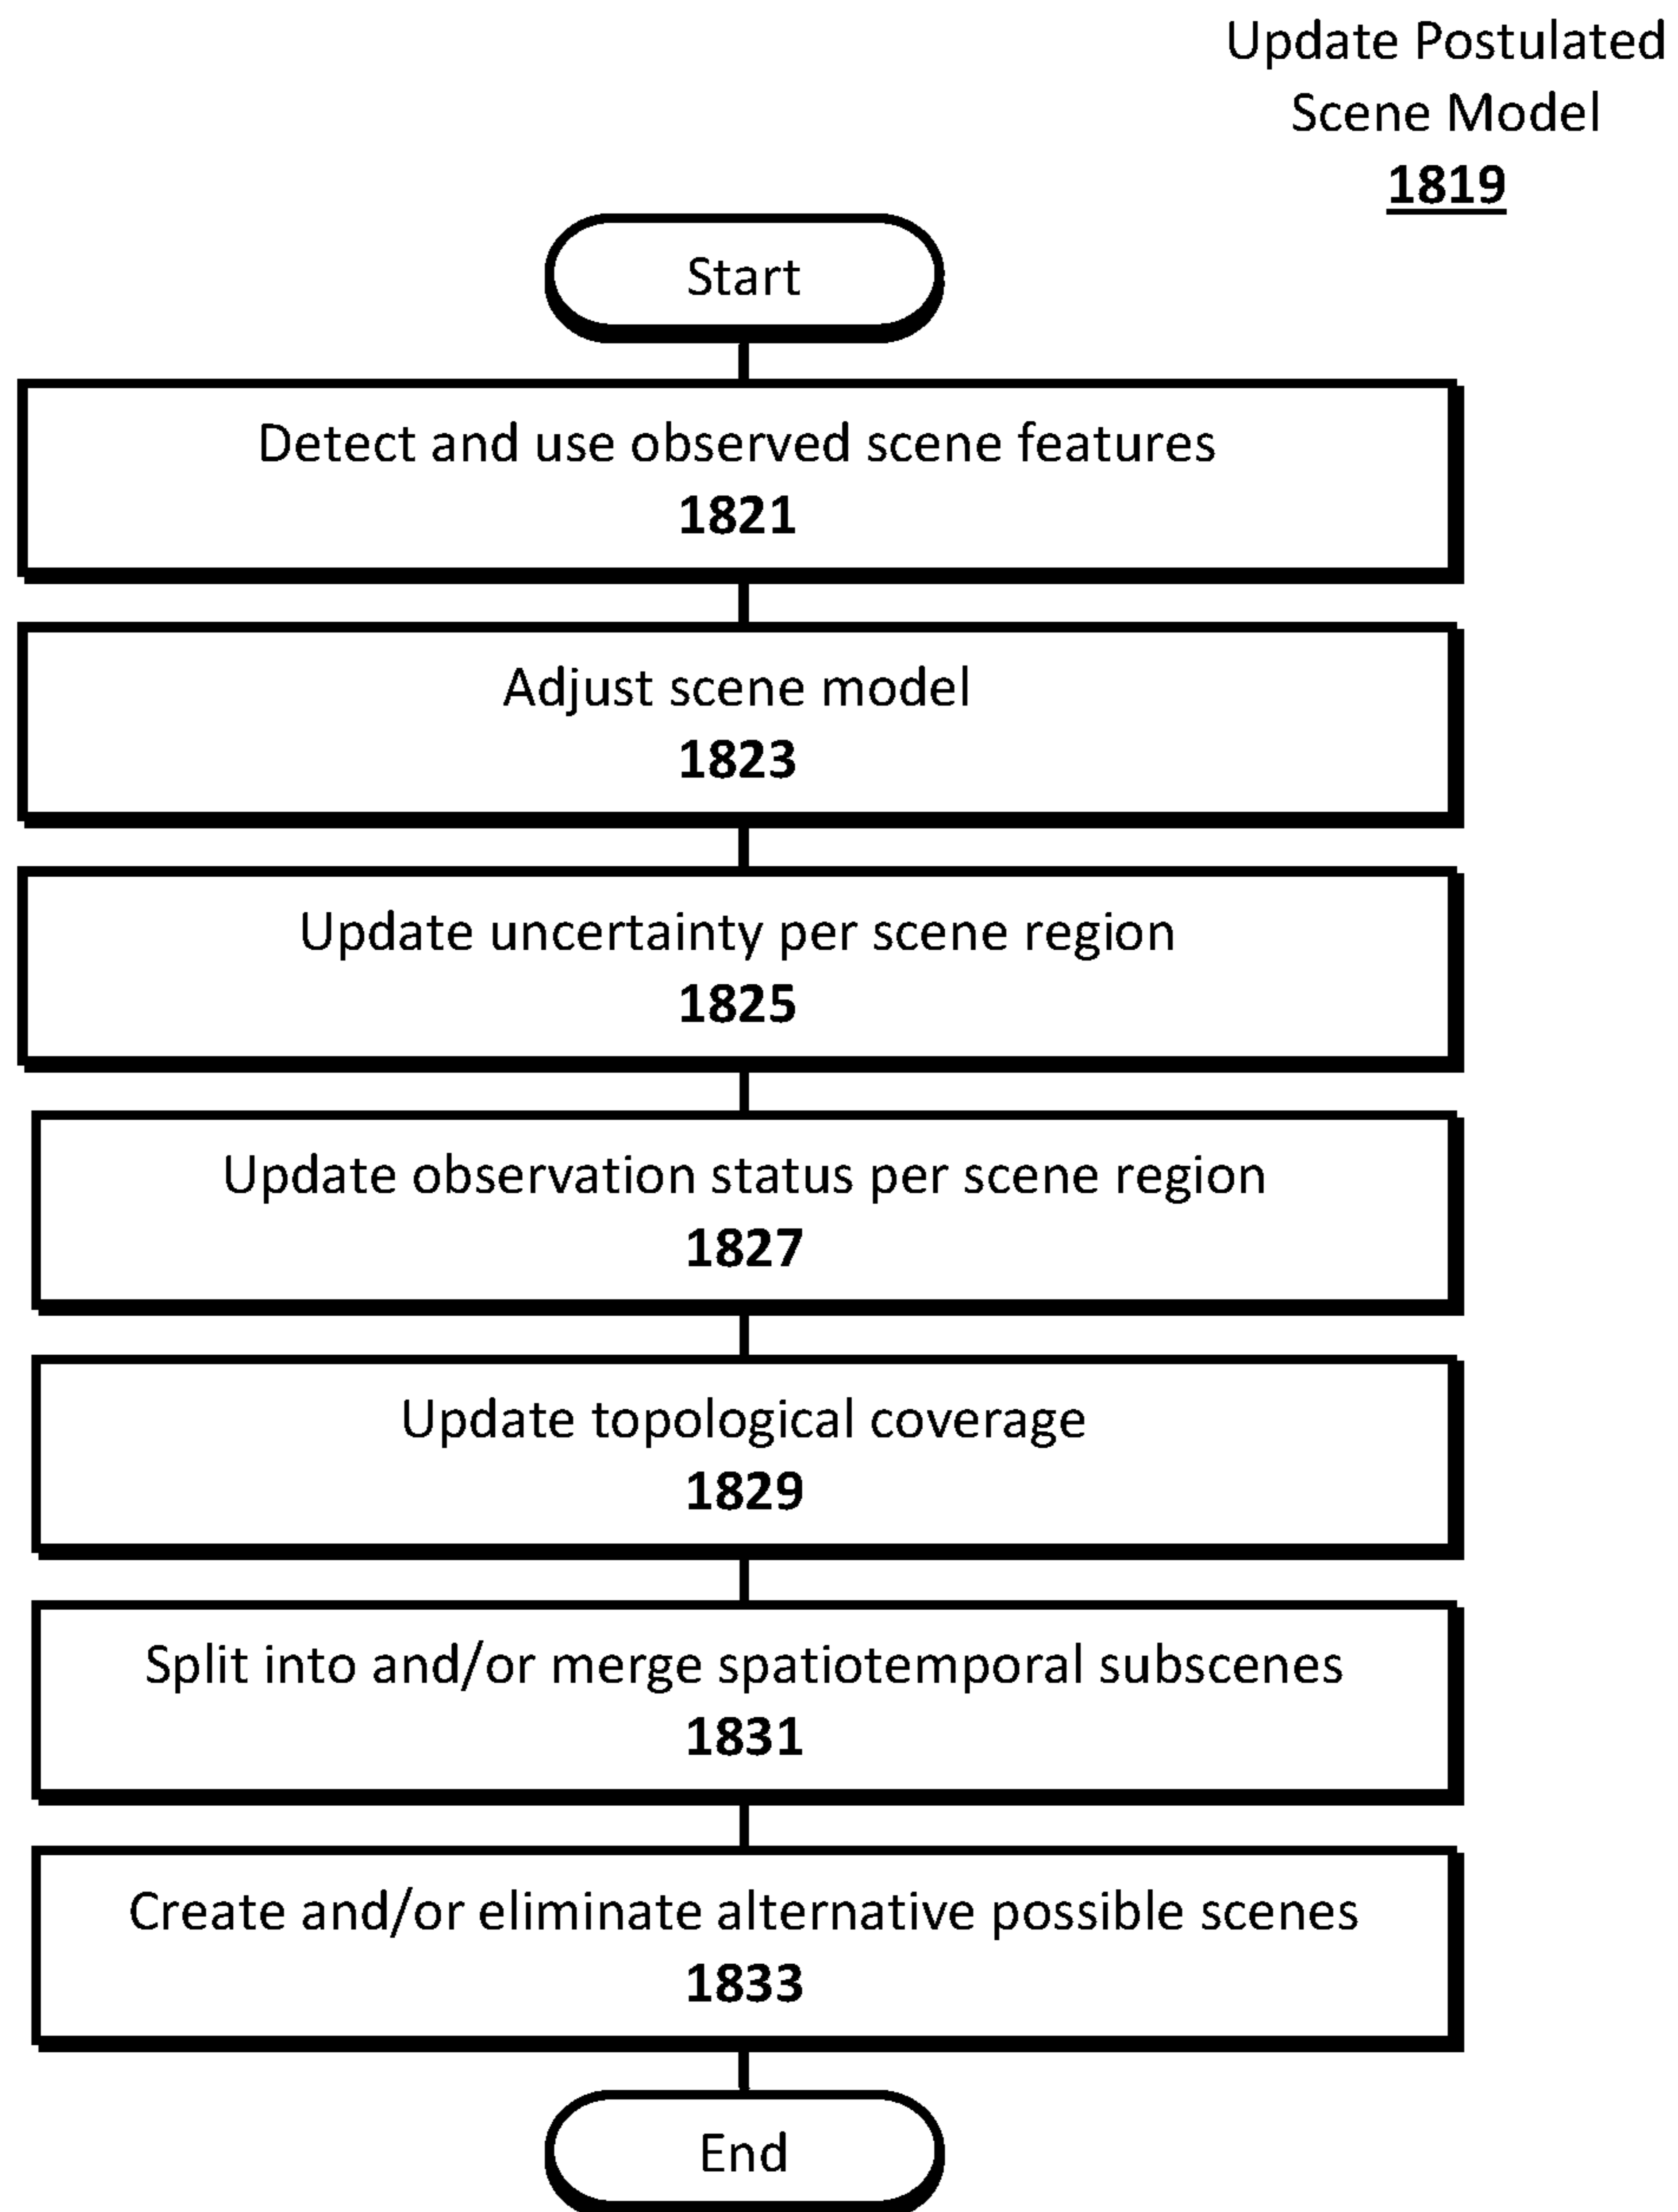 Update Postulated
Scene Model
1819
Start
Detect and use observed scene features
1821
Adjust scene model
1823
Update uncertainty per scene region
1825
Update observation status per scene region
1827
Update topological coverage
1829
Split into and/or merge spatiotemporal subscenes
1831
Create and/or eliminate alternative possible scenes
1833
End